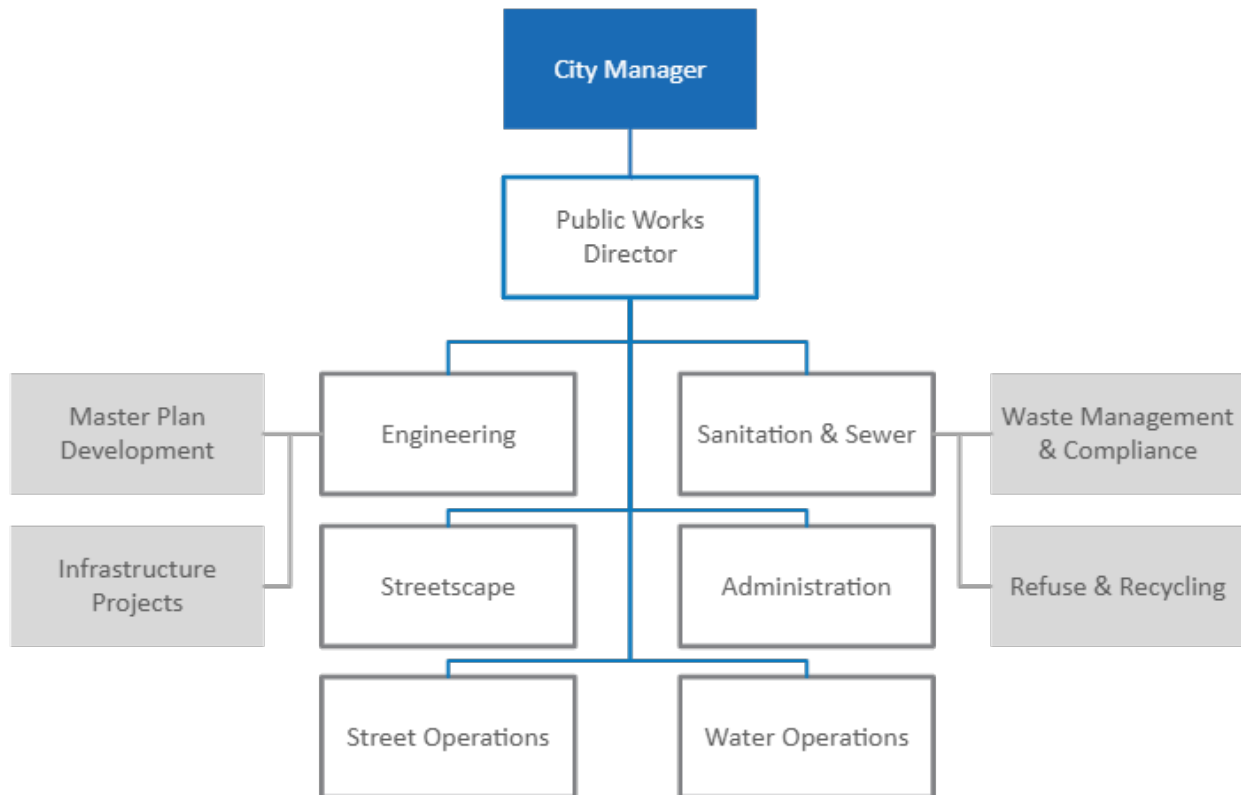 City Manager
Public Works
Director
Master Plan
Development
Engineering
Sanitation & Sewer
Waste Management
& Compliance
Infrastructure
Projects
Streetscape
Administration
Refuse & Recycling
Street Operations
Water Operations